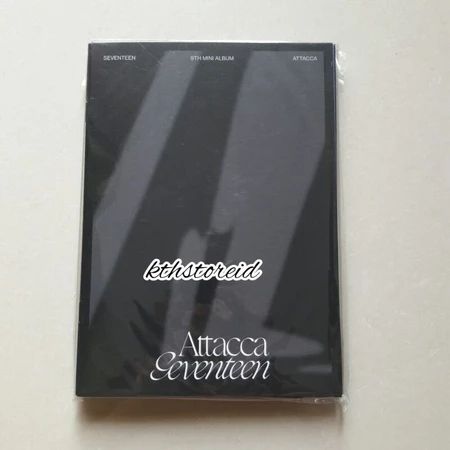 SEVENTEEN 9TH MINI ALBUM ATTACCA
kthstoreid
Attacca
Seventeen